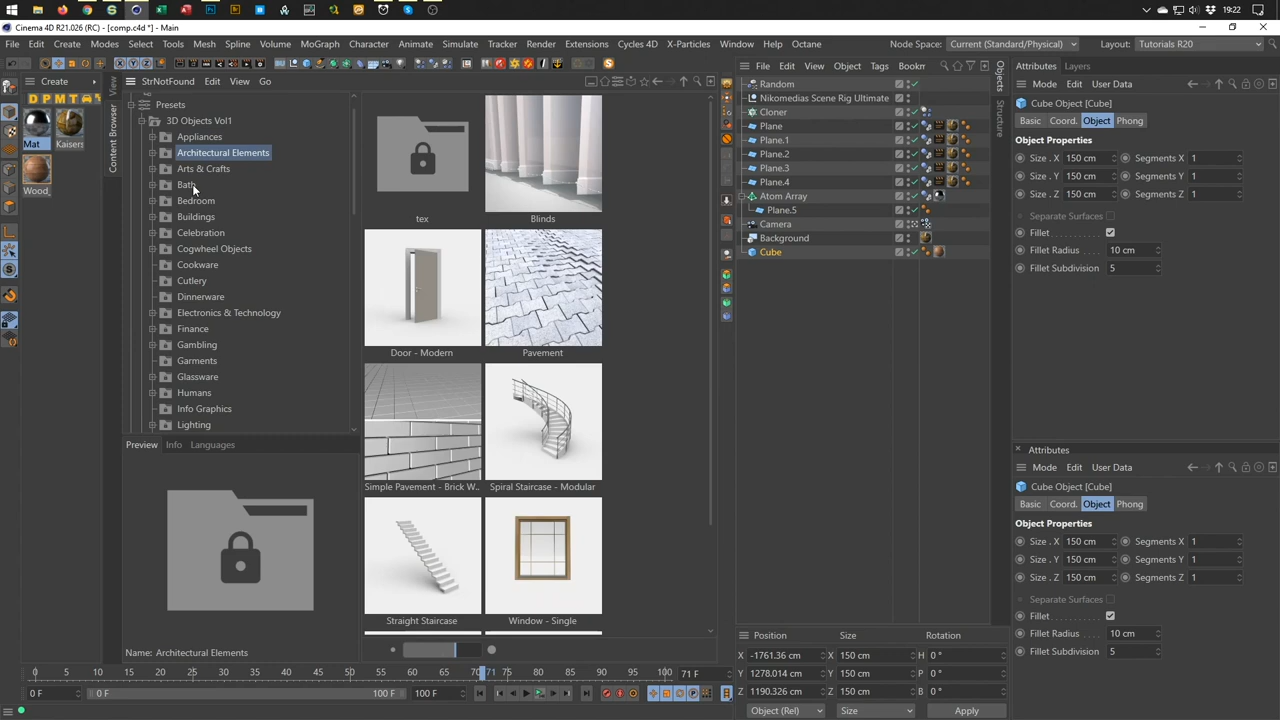 19:22
Cinema 4D R21.026 (RC) - [comp.c4d *] - Main
File Edit Create Modes Select Tools Mesh Spline Volume MoGraph Character Animate Simulate Tracker Render Extensions Cycles 4D X-Particles Window Help Octane Node Space: Current (Standard/Physical) Layout: Tutorials R20
Create
D P M T
Mat
Kaisers
Wood_
View
Content Browser
StrNotFound Edit View Go
Presets
3D Objects Vol1
Appliances
Architectural Elements
Arts & Crafts
Bath
Bedroom
Buildings
Celebration
Cogwheel Objects
Cookware
Cutlery
Dinnerware
Electronics & Technology
Finance
Gambling
Garments
Glassware
Humans
Info Graphics
Lighting
Preview Info Languages
Name: Architectural Elements
tex
Blinds
Door - Modern
Pavement
Simple Pavement - Brick W..
Spiral Staircase - Modular
Straight Staircase
Window - Single
File Edit View Object Tags Bookm
Random
Nikomedias Scene Rig Ultimate
Cloner
Plane
Plane.1
Plane.2
Plane.3
Plane.4
Atom Array
Plane.5
Camera
Background
Cube
Objects
Structure
Attributes Layers
Mode Edit User Data
Cube Object [Cube]
Basic Coord. Object Phong
Object Properties
Size . X 150 cm Segments X 1
Size . Y 150 cm Segments Y 1
Size . Z 150 cm Segments Z 1
Separate Surfaces
Fillet
Fillet Radius 10 cm
Fillet Subdivision 5
Attributes
Mode Edit User Data
Cube Object [Cube]
Basic Coord. Object Phong
Object Properties
Size . X 150 cm Segments X 1
Size . Y 150 cm Segments Y 1
Size . Z 150 cm Segments Z 1
Separate Surfaces
Fillet
Fillet Radius 10 cm
Fillet Subdivision 5
Position Size Rotation
X -1761.36 cm X 150 cm H 0 °
Y 1278.014 cm Y 150 cm P 0 °
Z 1190.326 cm Z 150 cm B 0 °
Object (Rel) Size Apply
0 5 10 15 20 25 30 35 40 45 50 55 60 65 70 71 75 80 85 90 95 100 71 F
0 F 0 F 100 F 100 F